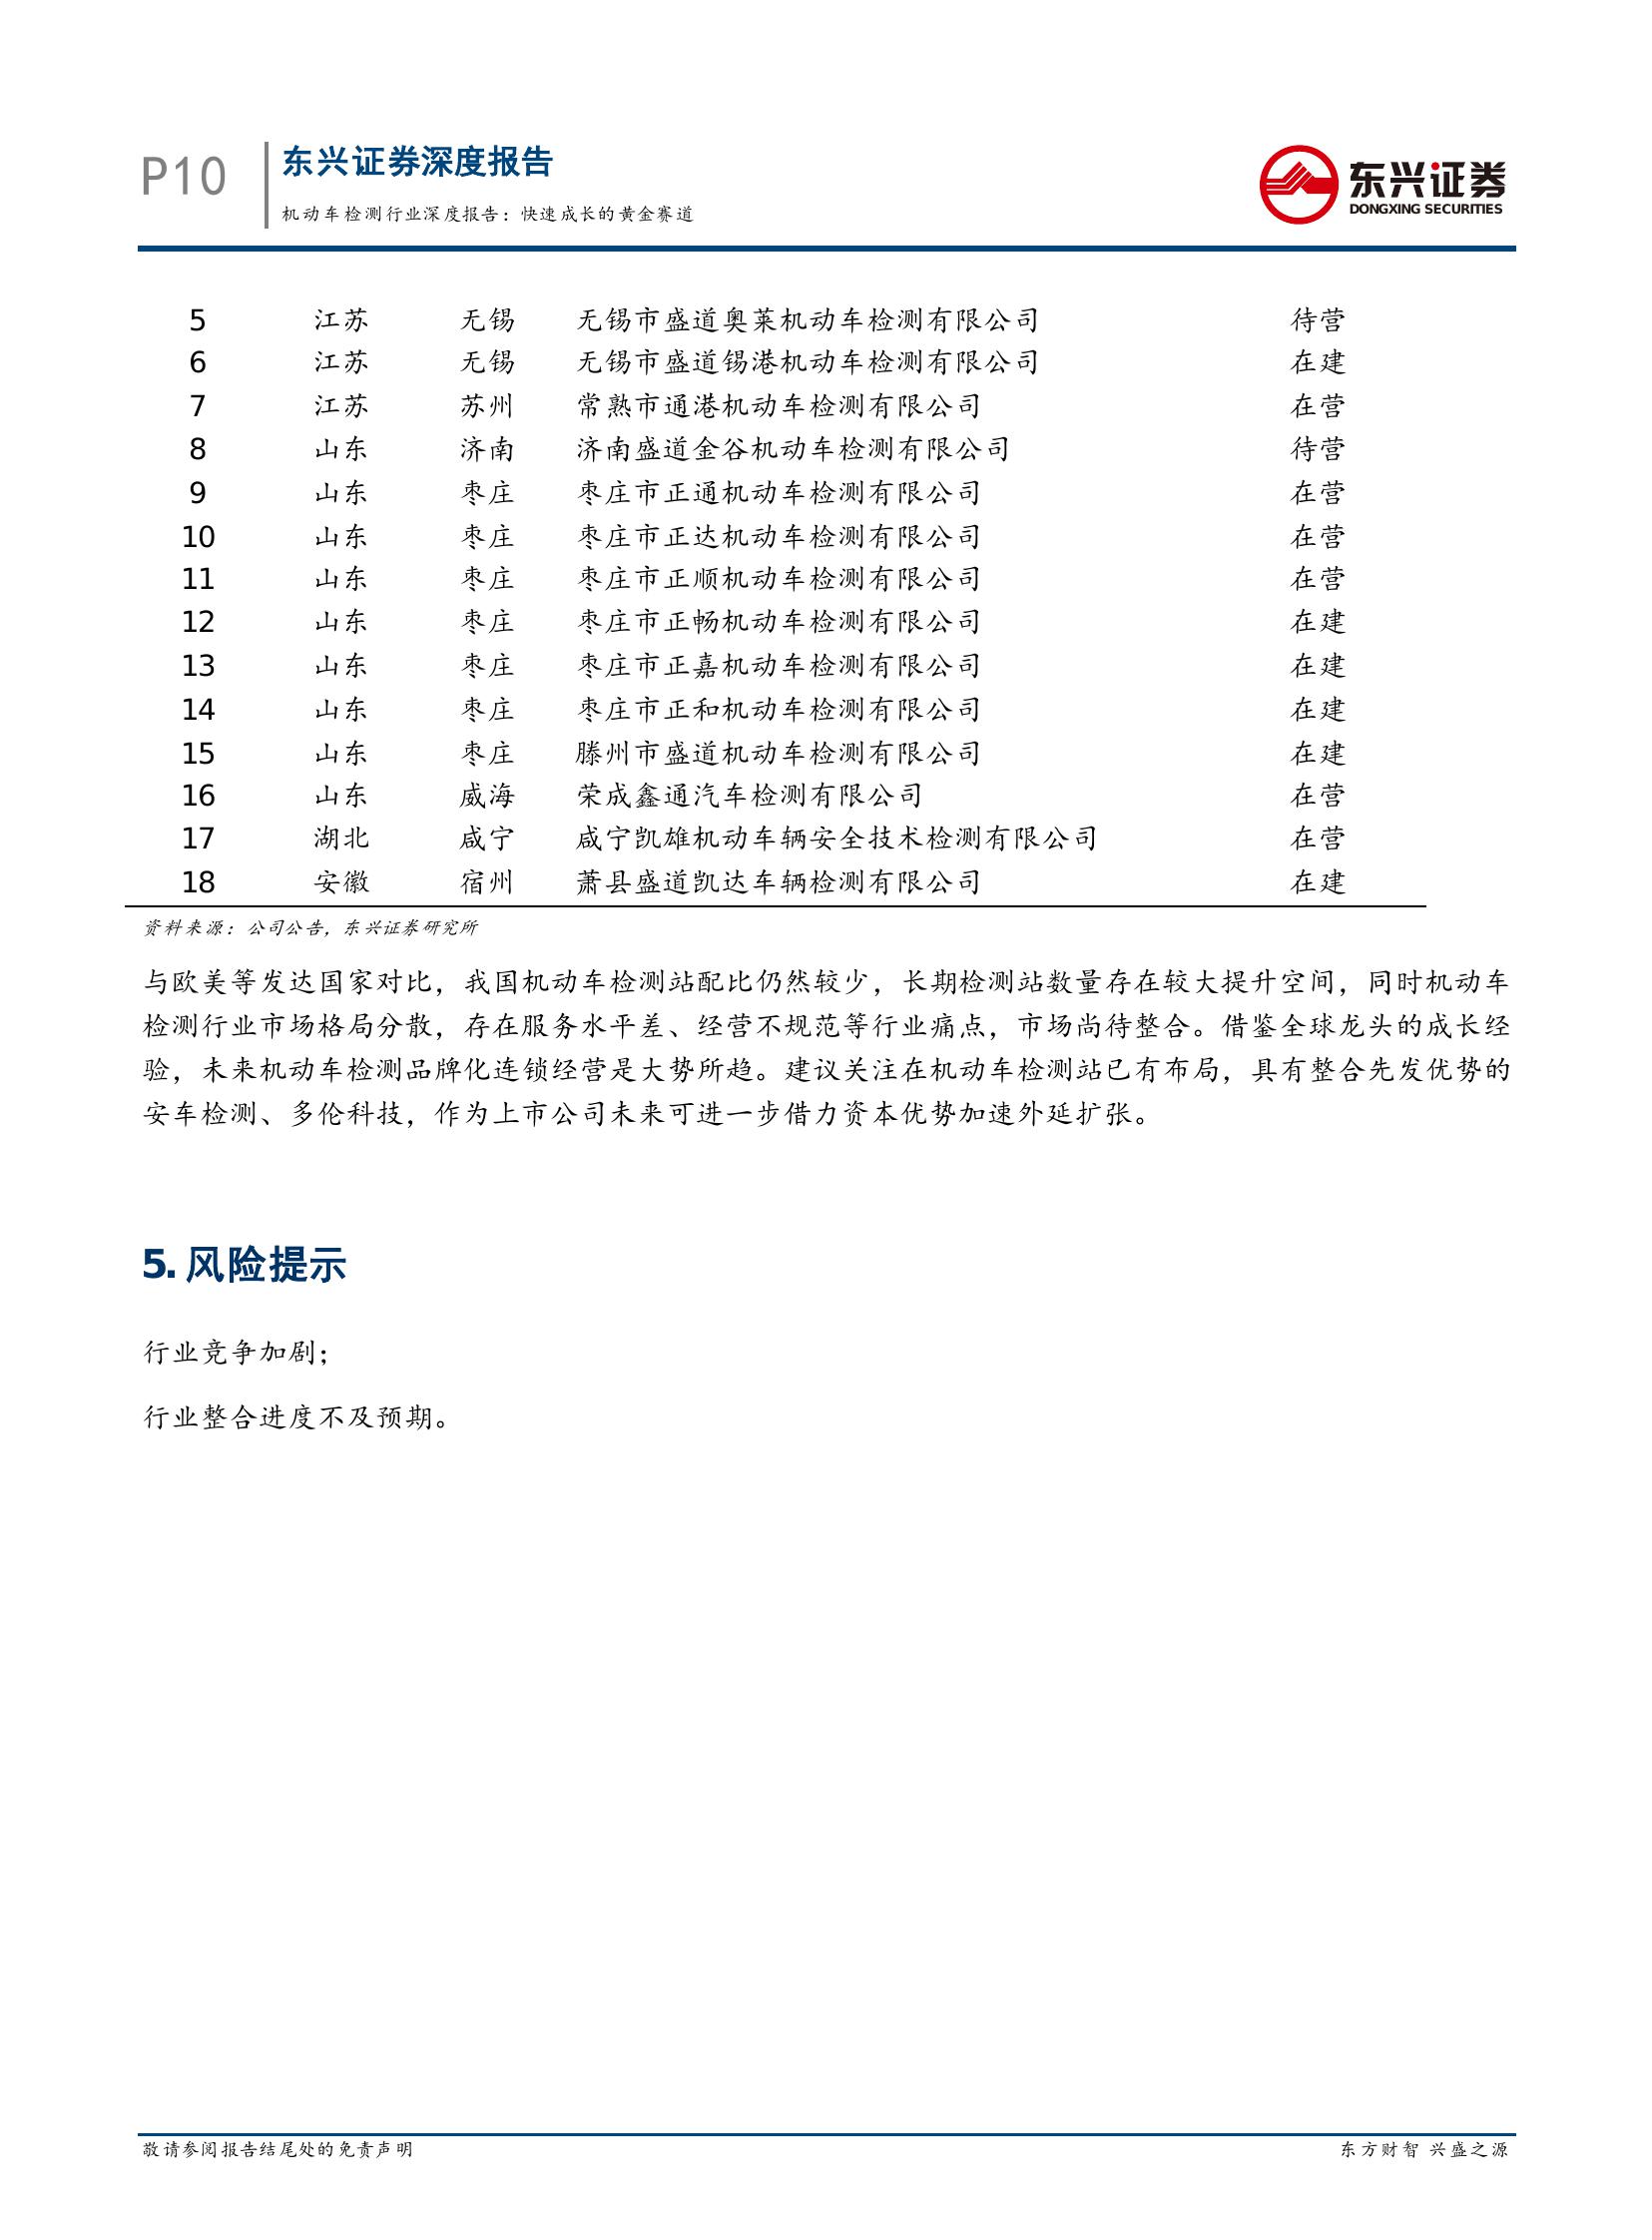 P10
东兴证券深度报告
机动车检测行业深度报告：快速成长的黄金赛道
东兴证券
DONGXING SECURITIES
5 江苏 无锡 无锡市盛道奥莱机动车检测有限公司 待营
6 江苏 无锡 无锡市盛道锡港机动车检测有限公司 在建
7 江苏 苏州 常熟市通港机动车检测有限公司 在营
8 山东 济南 济南盛道金谷机动车检测有限公司 待营
9 山东 枣庄 枣庄市正通机动车检测有限公司 在营
10 山东 枣庄 枣庄市正达机动车检测有限公司 在营
11 山东 枣庄 枣庄市正顺机动车检测有限公司 在营
12 山东 枣庄 枣庄市正畅机动车检测有限公司 在建
13 山东 枣庄 枣庄市正嘉机动车检测有限公司 在建
14 山东 枣庄 枣庄市正和机动车检测有限公司 在建
15 山东 枣庄 滕州市盛道机动车检测有限公司 在建
16 山东 威海 荣成鑫通汽车检测有限公司 在营
17 湖北 咸宁 咸宁凯雄机动车辆安全技术检测有限公司 在营
18 安徽 宿州 萧县盛道凯达车辆检测有限公司 在建
资料来源：公司公告，东兴证券研究所
与欧美等发达国家对比，我国机动车检测站配比仍然较少，长期检测站数量存在较大提升空间，同时机动车
检测行业市场格局分散，存在服务水平差、经营不规范等行业痛点，市场尚待整合。借鉴全球龙头的成长经
验，未来机动车检测品牌化连锁经营是大势所趋。建议关注在机动车检测站已有布局，具有整合先发优势的
安车检测、多伦科技，作为上市公司未来可进一步借力资本优势加速外延扩张。
5. 风险提示
行业竞争加剧；
行业整合进度不及预期。
敬请参阅报告结尾处的免责声明
东方财智 兴盛之源